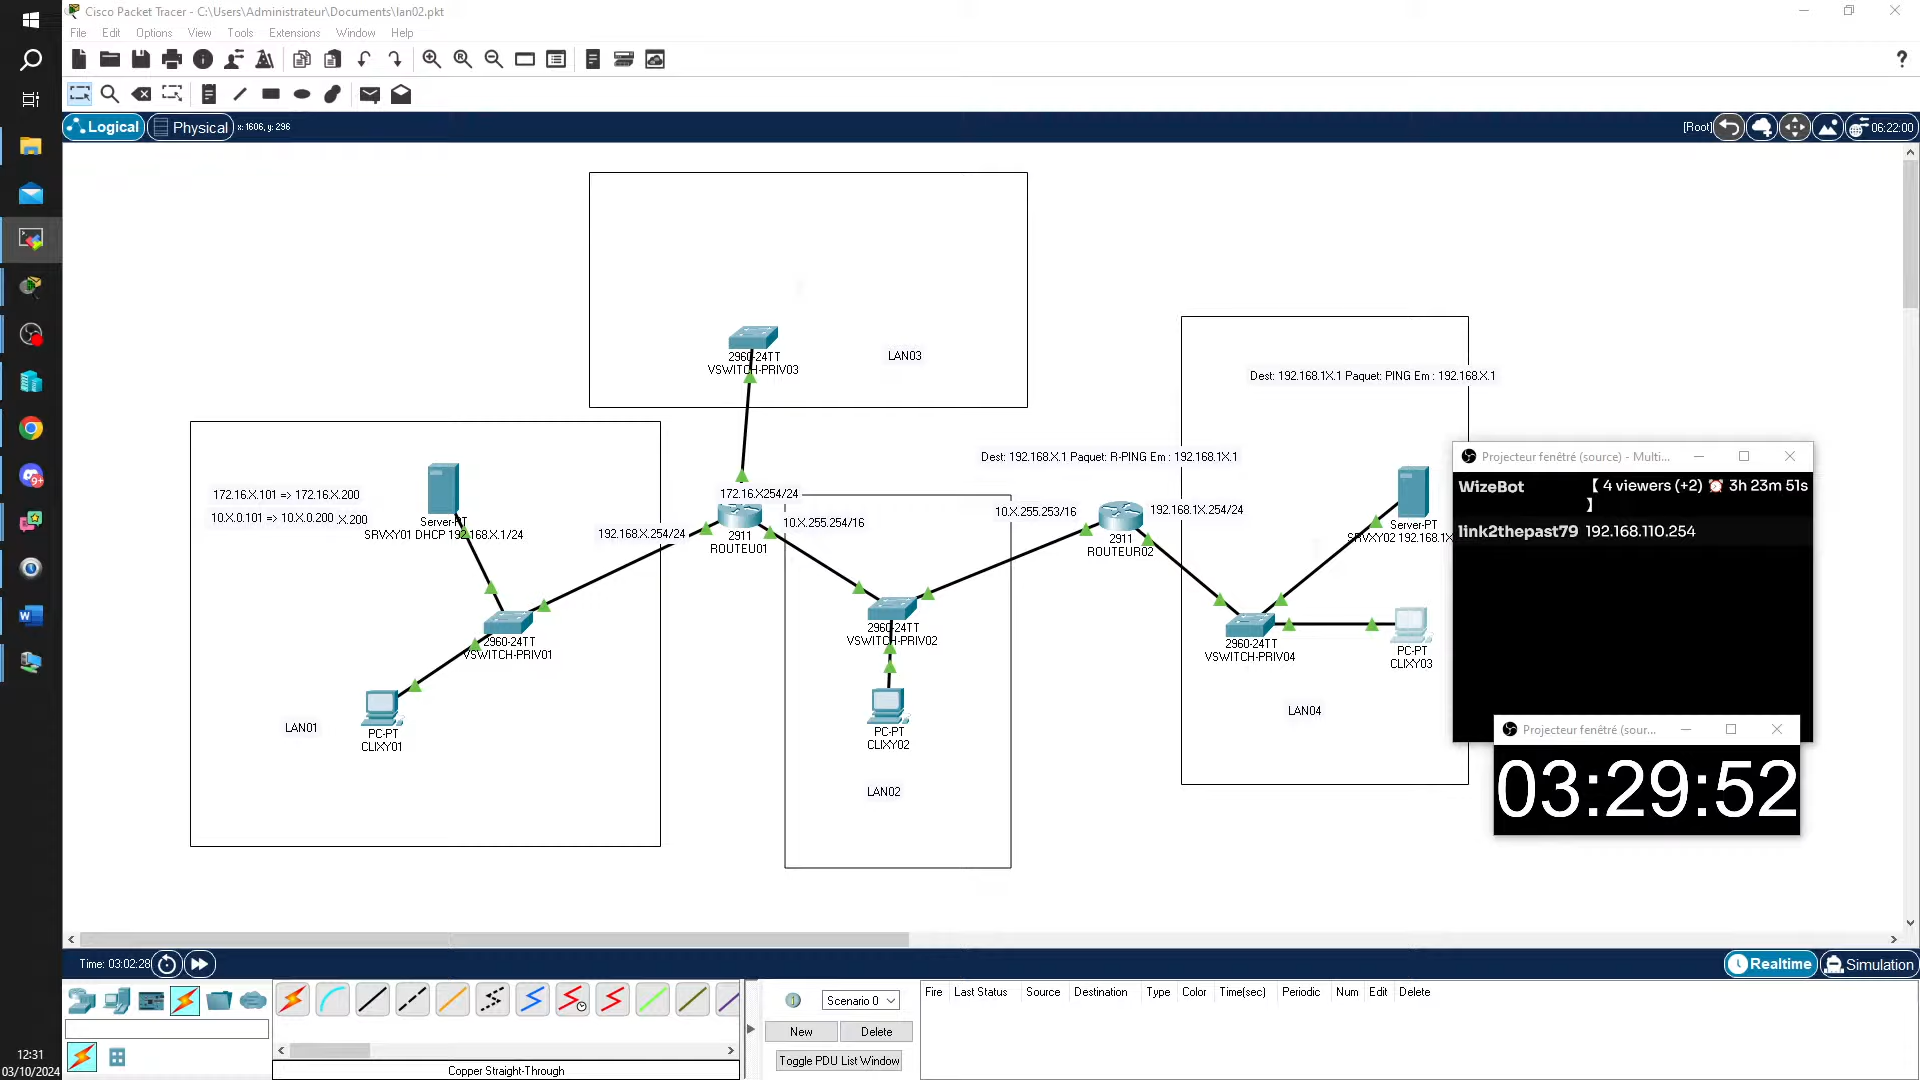 Cisco Packet Tracer - C:\Users\Administrateur\Documents\lan02.pkt
File Edit Options View Tools Extensions Window Help
Logical Physical x: 1606, y: 296
[Root] 06:22:00
2960-24TT
VSWITCH-PRIV03
LAN03
Dest: 192.168.1X.1 Paquet: PING Em : 192.168.X.1
Dest: 192.168.X.1 Paquet: R-PING Em : 192.168.1X.1
172.16.X.101 => 172.16.X.200
10.X.0.101 => 10.X.0.200 .X.200
Server-PT
SRVXY01 DHCP 192.168.X.1/24
192.168.X.254/24
172.16.X254/24
10.X.255.254/16
2911
ROUTEU01
10.X.255.253/16
192.168.1X.254/24
2911
ROUTEUR02
Server-PT
SRVXY02 192.168.1X
2960-24TT
VSWITCH-PRIV01
2960-24TT
VSWITCH-PRIV02
2960-24TT
VSWITCH-PRIV04
PC-PT
CLIXY03
LAN01
PC-PT
CLIXY01
PC-PT
CLIXY02
LAN02
LAN04
Projecteur fenêtré (source) - Multi...
WizeBot 【 4 viewers (+2) ⏰ 3h 23m 51s
】
link2thepast79 192.168.110.254
Projecteur fenêtré (sour...
03:29:52
Time: 03:02:28
Realtime Simulation
Scenario 0
New Delete
Toggle PDU List Window
Fire Last Status Source Destination Type Color Time(sec) Periodic Num Edit Delete
Copper Straight-Through
9+
12:31
03/10/2024